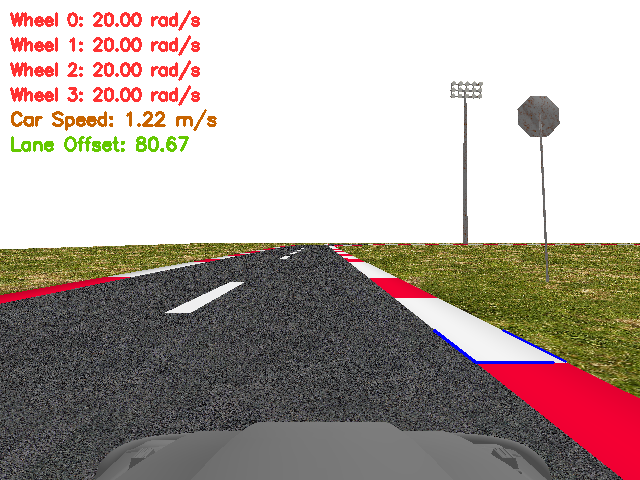 Wheel 0: 20.00 rad/s
Wheel 1: 20.00 rad/s
Wheel 2: 20.00 rad/s
Wheel 3: 20.00 rad/s
Car Speed: 1.22 m/s
Lane Offset: 80.67